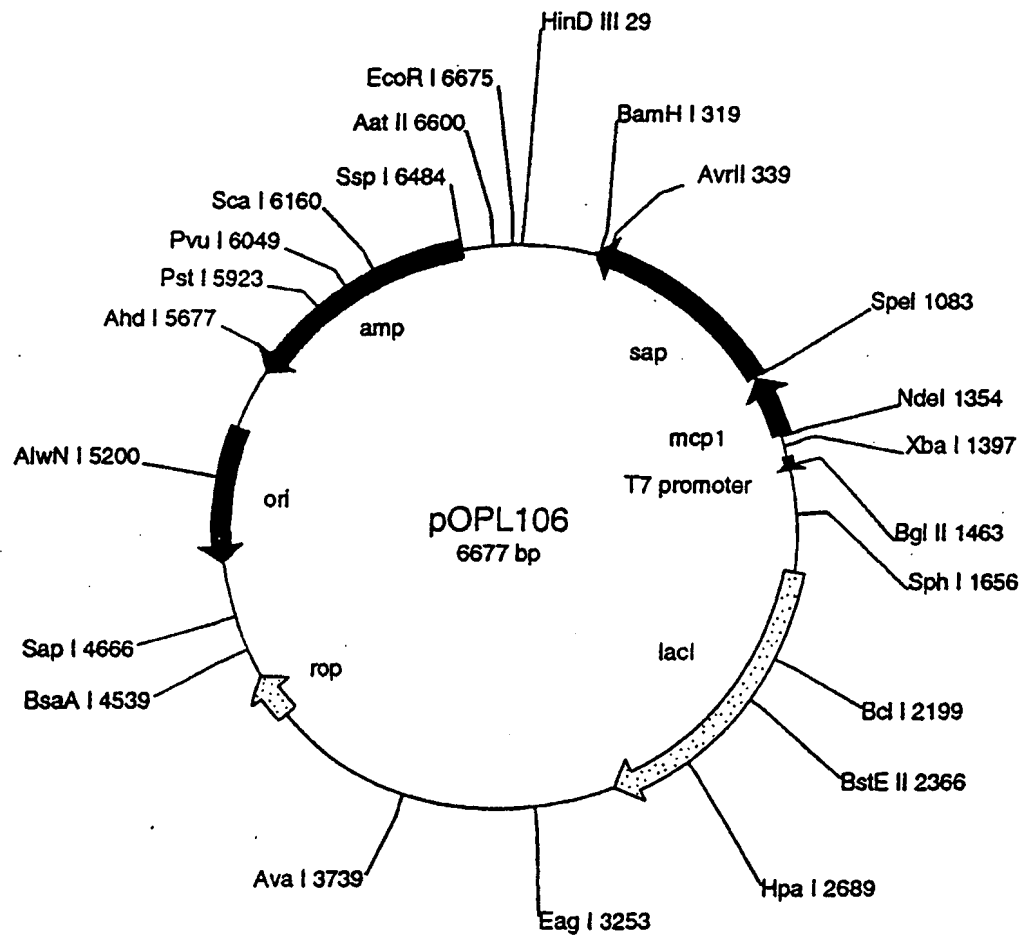 HinD III 29
EcoR I 6675
Aat II 6600
BamH I 319
Ssp I 6484
AvrII 339
Sca I 6160
Pvu I 6049
Pst I 5923
Ahd I 5677
amp
sap
SpeI 1083
NdeI 1354
mcp1
Xba I 1397
AlwN I 5200
T7 promoter
ori
pOPL106
6677 bp
Bgl II 1463
Sph I 1656
Sap I 4666
rop
lacI
BsaA I 4539
Bcl I 2199
BstE II 2366
Ava I 3739
Hpa I 2689
Eag I 3253